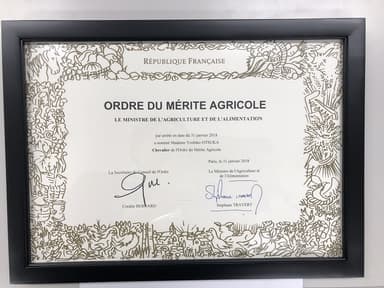 RÉPUBLIQUE FRANÇAISE
ORDRE DU MÉRITE AGRICOLE
LE MINISTRE DE L'AGRICULTURE ET DE L'ALIMENTATION
par arrêté en date du 31 janvier 2018
a nommé Madame Yoshiko OTSUKA
Chevalier de l'Ordre du Mérite Agricole
Paris, le 31 janvier 2018
La Secrétaire du Conseil de l'Ordre
Le Ministre de l'Agriculture et
de l'Alimentation
Coralie BERNARD
Stéphane TRAVERT